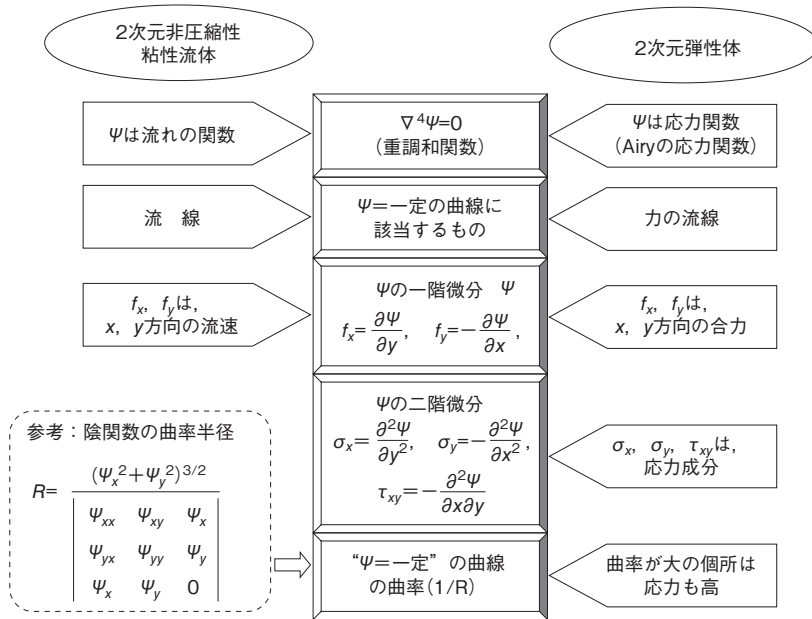 2次元非圧縮性
粘性流体
2次元弾性体
Ψは流れの関数
∇⁴Ψ=0
(重調和関数)
Ψは応力関数
(Airyの応力関数)
流 線
Ψ=一定の曲線に
該当するもの
力の流線
fx, fyは,
x, y方向の流速
Ψの一階微分 Ψ
fx=∂Ψ/∂y, fy=-∂Ψ/∂x,
fx, fyは,
x, y方向の合力
Ψの二階微分
σx=∂²Ψ/∂y², σy=-∂²Ψ/∂x²,
τxy=-∂²Ψ/∂x∂y
σx, σy, τxyは,
応力成分
参考:陰関数の曲率半径
R= (Ψx²+Ψy²)3/2
Ψxx Ψxy Ψx
Ψyx Ψyy Ψy
Ψx Ψy 0
“Ψ=一定”の曲線
の曲率(1/R)
曲率が大の個所は
応力も高